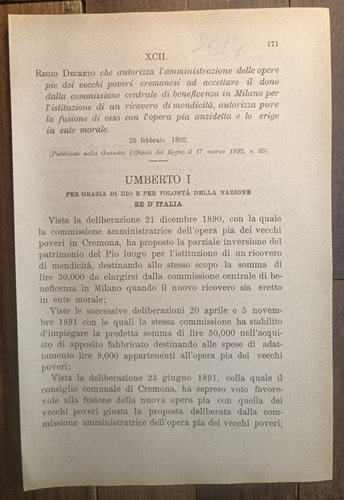 171
XCII.
REGIO DECRETO che autorizza l'amministrazione delle opere
pie dei vecchi poveri cremonesi ad accettare il dono
dalla commissione centrale di beneficenza in Milano per
l'istituzione di un ricovero di mendicità, autorizza pure
la fusione di esso con l'opera pia anzidetta e lo erige
in ente morale.
25 febbraio 1892.
(Pubblicato nella Gazzetta Ufficiale del Regno il 17 marzo 1892, n. 65)
UMBERTO I
PER GRAZIA DI DIO E PER VOLONTÀ DELLA NAZIONE
RE D'ITALIA
Vista la deliberazione 21 dicembre 1890, con la quale
la commissione amministratrice dell'opera pia dei vecchi
poveri in Cremona, ha proposto la parziale inversione del
patrimonio del Pio luogo per l'istituzione di un ricovero
di mendicità, destinando allo stesso scopo la somma di
lire 30,000 da elargirsi dalla commissione centrale di be-
neficenza in Milano quando il nuovo ricovero sia eretto
in ente morale;
Viste le successive deliberazioni 20 aprile e 5 novem-
bre 1891 con le quali la stessa commissione ha stabilito
d'impiegare la predetta somma di lire 30,000 nell'acqui-
sto di apposito fabbricato destinando alle spese di adat-
tamento lire 9,000 appartenenti all'opera pia dei vecchi
poveri;
Vista la deliberazione 23 giugno 1891, colla quale il
consiglio comunale di Cremona, ha espreso voto favore-
vole alla fusione della nuova opera pia con quella dei
vecchi poveri giusta la proposta deliberata dalla com-
missione amministratrice dell'opera pia dei vecchi poveri;